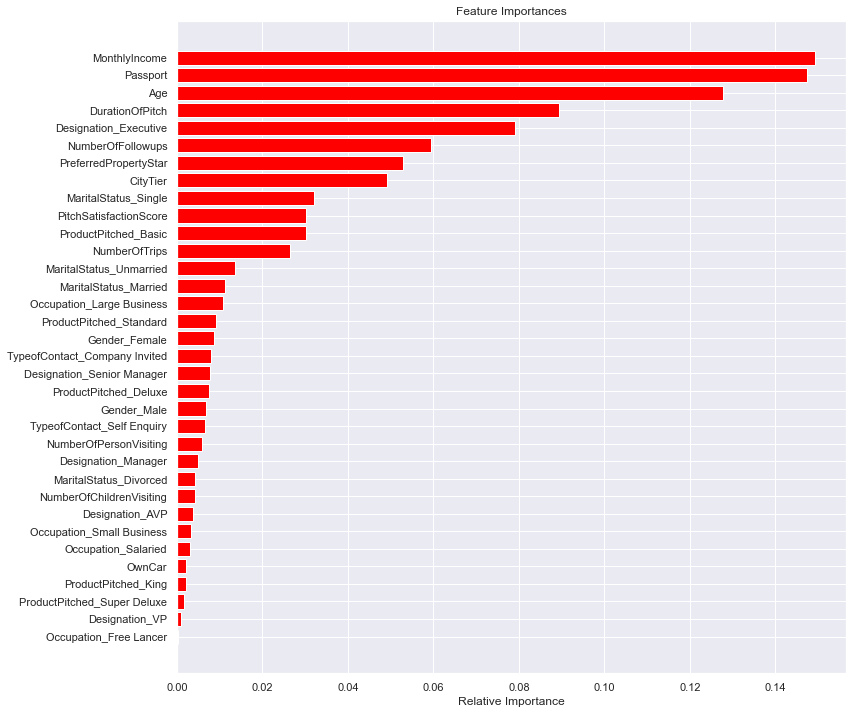 Feature Importances
MonthlyIncome
Passport
Age
DurationOfPitch
Designation_Executive
NumberOfFollowups
PreferredPropertyStar
CityTier
MaritalStatus_Single
PitchSatisfactionScore
ProductPitched_Basic
NumberOfTrips
MaritalStatus_Unmarried
MaritalStatus_Married
Occupation_Large Business
ProductPitched_Standard
Gender_Female
TypeofContact_Company Invited
Designation_Senior Manager
ProductPitched_Deluxe
Gender_Male
TypeofContact_Self Enquiry
NumberOfPersonVisiting
Designation_Manager
MaritalStatus_Divorced
NumberOfChildrenVisiting
Designation_AVP
Occupation_Small Business
Occupation_Salaried
OwnCar
ProductPitched_King
ProductPitched_Super Deluxe
Designation_VP
Occupation_Free Lancer
0.00 0.02 0.04 0.06 0.08 0.10 0.12 0.14
Relative Importance